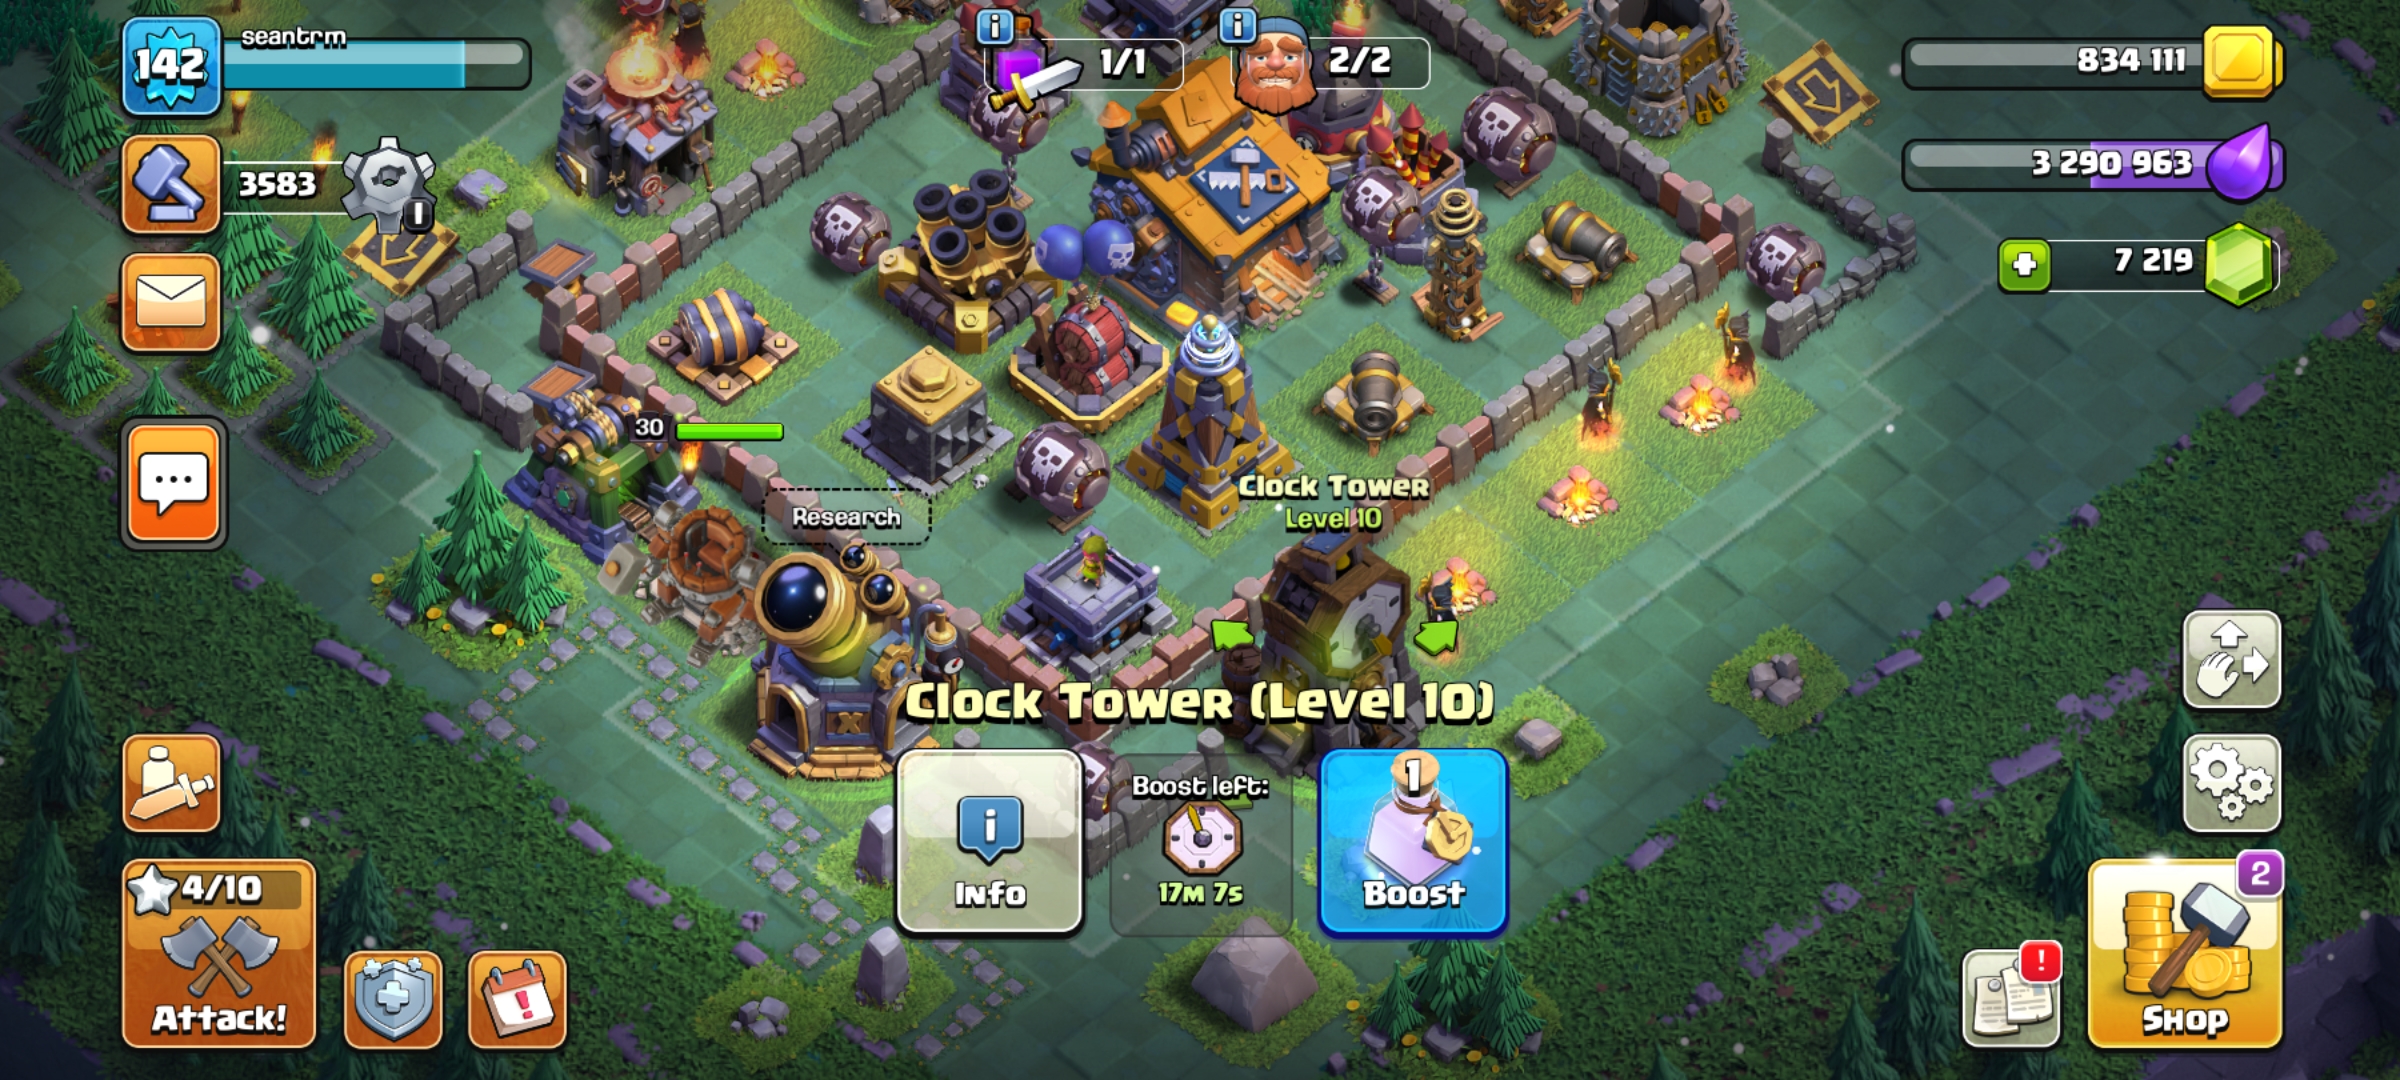 142
seantrm
1/1
2/2
834 111
3583
I
3 290 963
7 219
30
Research
Clock Tower
Level 10
Clock Tower (Level 10)
Info
Boost left:
17m 7s
1
Boost
4/10
Attack!
!
2
Shop